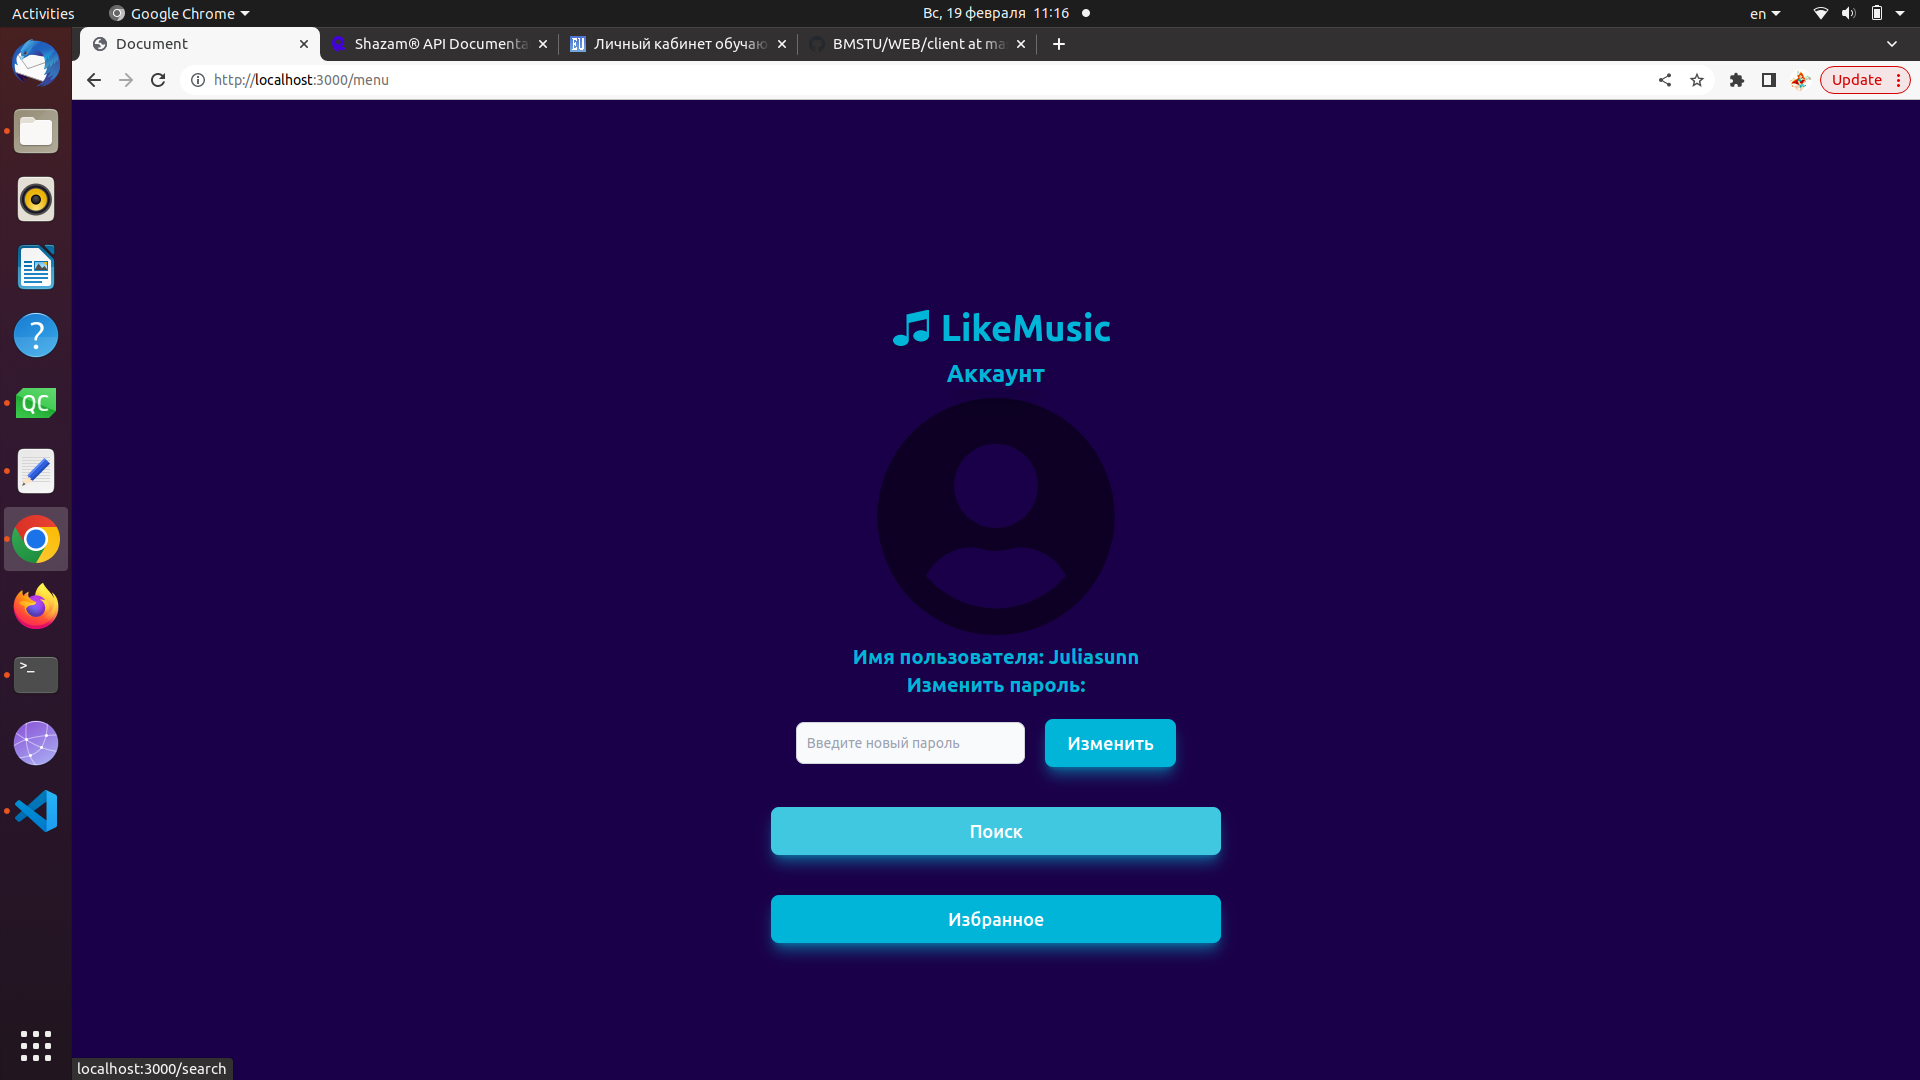 Activities
Google Chrome
Вс, 19 февраля 11:16
en
Document
Shazam® API Documenta
Личный кабинет обучаю
BMSTU/WEB/client at ma
http://localhost:3000/menu
Update
LikeMusic
Аккаунт
Имя пользователя: Juliasunn
Изменить пароль:
Введите новый пароль
Изменить
Поиск
Избранное
localhost:3000/search
?
QC
>_
EU